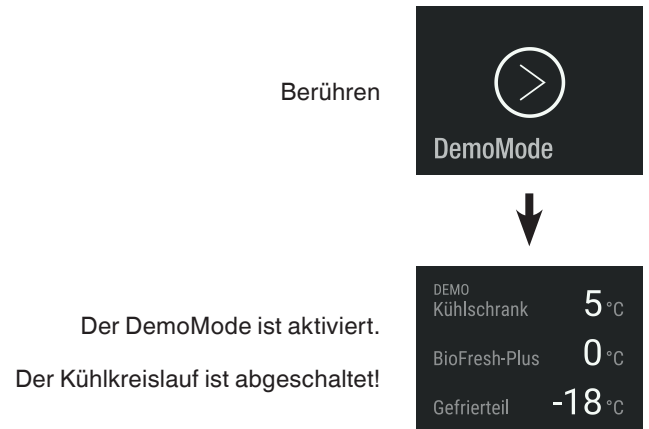 Berühren
DemoMode
Der DemoMode ist aktiviert.
Der Kühlkreislauf ist abgeschaltet!
DEMO
Kühlschrank 5 °C
BioFresh-Plus 0 °C
Gefrierteil -18 °C